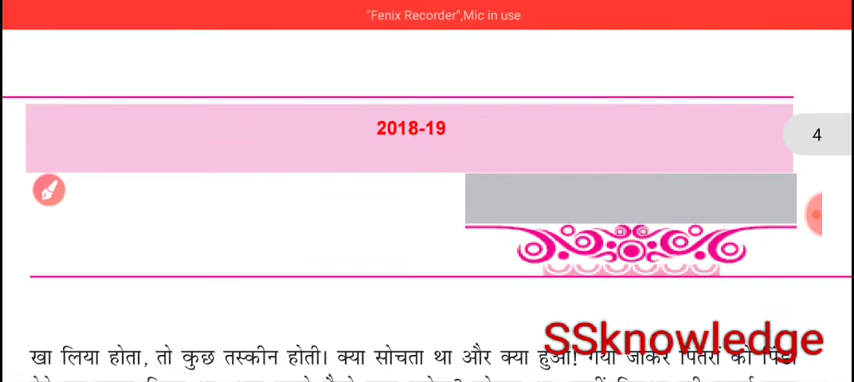 "Fenix Recorder",Mic in use
2018-19
4
SSknowledge
खा लिया होता, तो कुछ तस्कीन होती। क्या सोचता था और क्या हुआ! गया जाकर पितरों को पिंडा